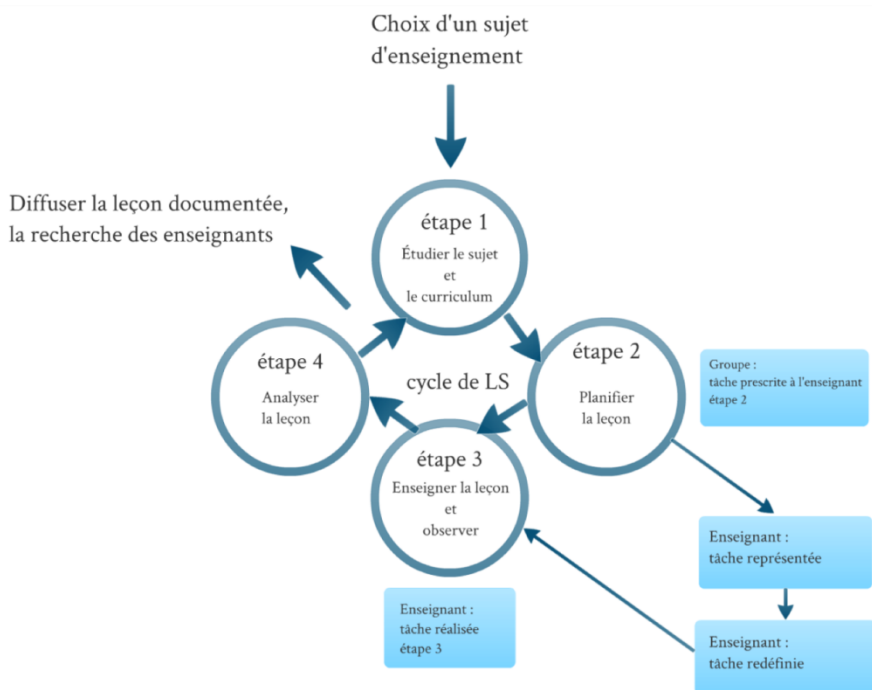 Choix d'un sujet
d'enseignement
Diffuser la leçon documentée,
la recherche des enseignants
étape 1
Étudier le sujet
et
le curriculum
étape 4
Analyser
la leçon
cycle de LS
étape 2
Planifier
la leçon
Groupe :
tâche prescrite à l'enseignant
étape 2
étape 3
Enseigner la leçon
et
observer
Enseignant :
tâche représentée
Enseignant :
tâche réalisée
étape 3
Enseignant :
tâche redéfinie